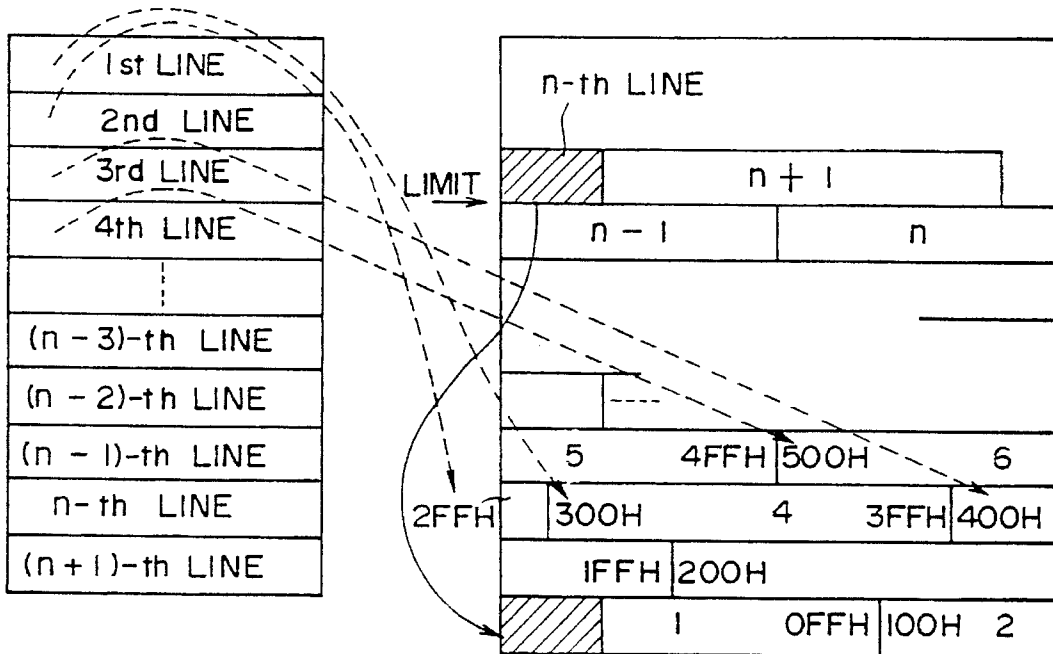 1st LINE
2nd LINE
3rd LINE
4th LINE
(n-3)-th LINE
(n-2)-th LINE
(n-1)-th LINE
n-th LINE
(n+1)-th LINE
n-th LINE
LIMIT
n+1
n-1 n
5 4FFH 500H 6
2FFH 300H 4 3FFH 400H
1FFH 200H
1 0FFH 100H 2